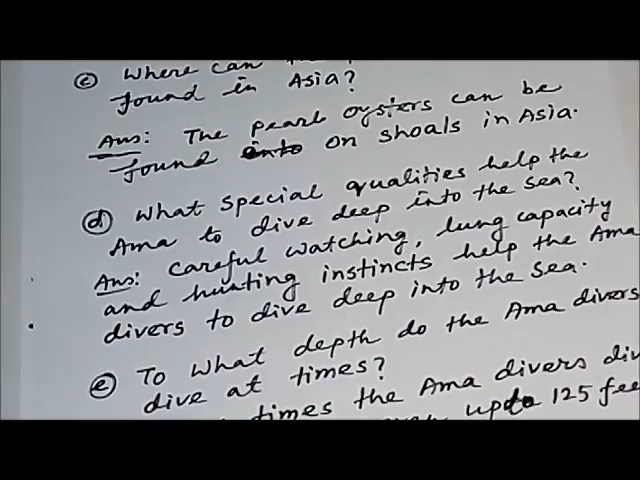 (c) Where can
found in Asia?
Ans: The pearl oysters can be
found into on shoals in Asia.
(d) What special qualities help the
Ama to dive deep into the sea?
Ans: Careful watching, lung capacity
and hunting instincts help the Ama
divers to dive deep into the sea.
(e) To what depth do the Ama divers
dive at times?
times the Ama divers
upto 125 fee